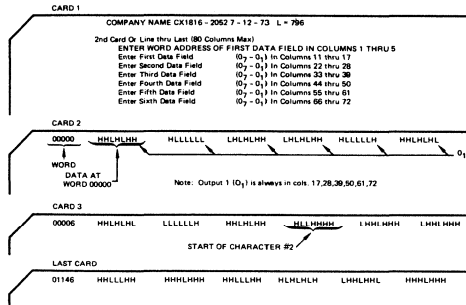 CARD 1
COMPANY NAME CX1816 - 2052 7 - 12 - 73 L = 796
2nd Card Or Line thru Last (80 Columns Max)
ENTER WORD ADDRESS OF FIRST DATA FIELD IN COLUMNS 1 THRU 5
Enter First Data Field (O7 - O1) In Columns 11 thru 17
Enter Second Data Field (O7 - O1) In Columns 22 thru 28
Enter Third Data Field (O7 - O1) In Columns 33 thru 39
Enter Fourth Data Field (O7 - O1) In Columns 44 thru 50
Enter Fifth Data Field (O7 - O1) In Columns 55 thru 61
Enter Sixth Data Field (O7 - O1) In Columns 66 thru 72
CARD 2
00000 HHLHLHH HLLLLLL LHLHLHH LHLHLHH HLLLLLH HHLHLHL
O1
WORD
DATA AT
WORD 00000
Note: Output 1 (O1) is always in cols. 17,28,39,50,61,72
CARD 3
00006 HHLHLHL LLLLLLH HHLHLHH HLLHHHH LHHLHHH LHHLHHH
START OF CHARACTER #2
LAST CARD
01146 HHLLLHH HHHLHHH HHLLLHL HLHLLHL LHHLHHL HHHLHHH